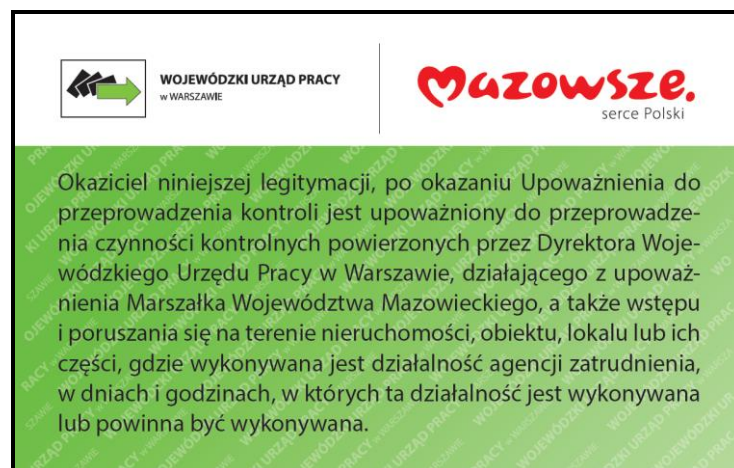 WOJEWÓDZKI URZĄD PRACY
w WARSZAWIE
Mazowsze.
serce Polski
Okaziciel niniejszej legitymacji, po okazaniu Upoważnienia do
przeprowadzenia kontroli jest upoważniony do przeprowadze-
nia czynności kontrolnych powierzonych przez Dyrektora Woje-
wódzkiego Urzędu Pracy w Warszawie, działającego z upoważ-
nienia Marszałka Województwa Mazowieckiego, a także wstępu
i poruszania się na terenie nieruchomości, obiektu, lokalu lub ich
części, gdzie wykonywana jest działalność agencji zatrudnienia,
w dniach i godzinach, w których ta działalność jest wykonywana
lub powinna być wykonywana.